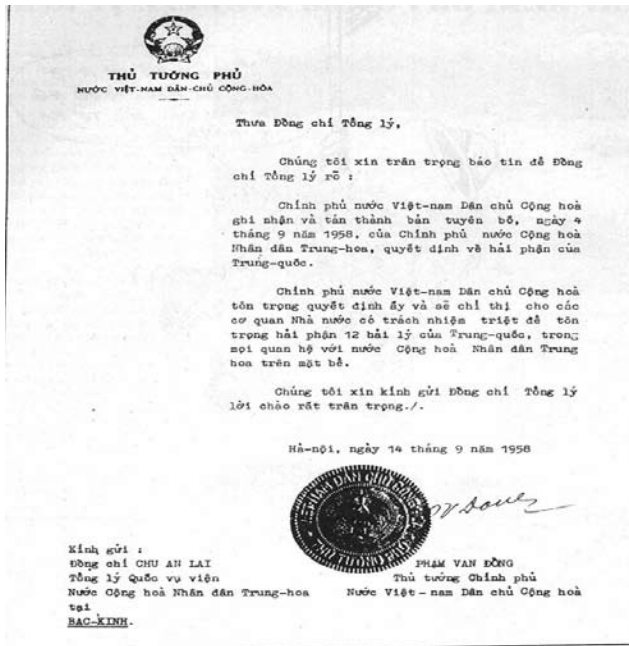 THỦ TƯỚNG PHỦ
NƯỚC VIỆT-NAM DÂN-CHỦ CỘNG-HÒA
Thưa Đồng chí Tổng lý,
Chúng tôi xin trân trọng báo tin để Đồng
chí Tổng lý rõ :
Chính phủ nước Việt-nam Dân chủ Cộng hoà
ghi nhận và tán thành bản tuyên bố, ngày 4
tháng 9 năm 1958, của Chính phủ nước Cộng hoà
Nhân dân Trung-hoa, quyết định về hải phận của
Trung-quốc.
Chính phủ nước Việt-nam Dân chủ Cộng hoà
tôn trọng quyết định ấy và sẽ chỉ thị cho các
cơ quan Nhà nước có trách nhiệm triệt để tôn
trọng hải phận 12 hải lý của Trung-quốc, trong
mọi quan hệ với nước Cộng hoà Nhân dân Trung
hoa trên mặt bể.
Chúng tôi xin kính gửi Đồng chí Tổng lý
lời chào rất trân trọng./.
Hà-nội, ngày 14 tháng 9 năm 1958
Kính gửi :
Đồng chí CHU AN LAI
Tổng lý Quốc vụ viện
Nước Cộng hoà Nhân dân Trung-hoa
tại
BAC-KINH.
PHẠM VAN ĐỒNG
Thủ tướng Chính phủ
Nước Việt-nam Dân chủ Cộng hoà